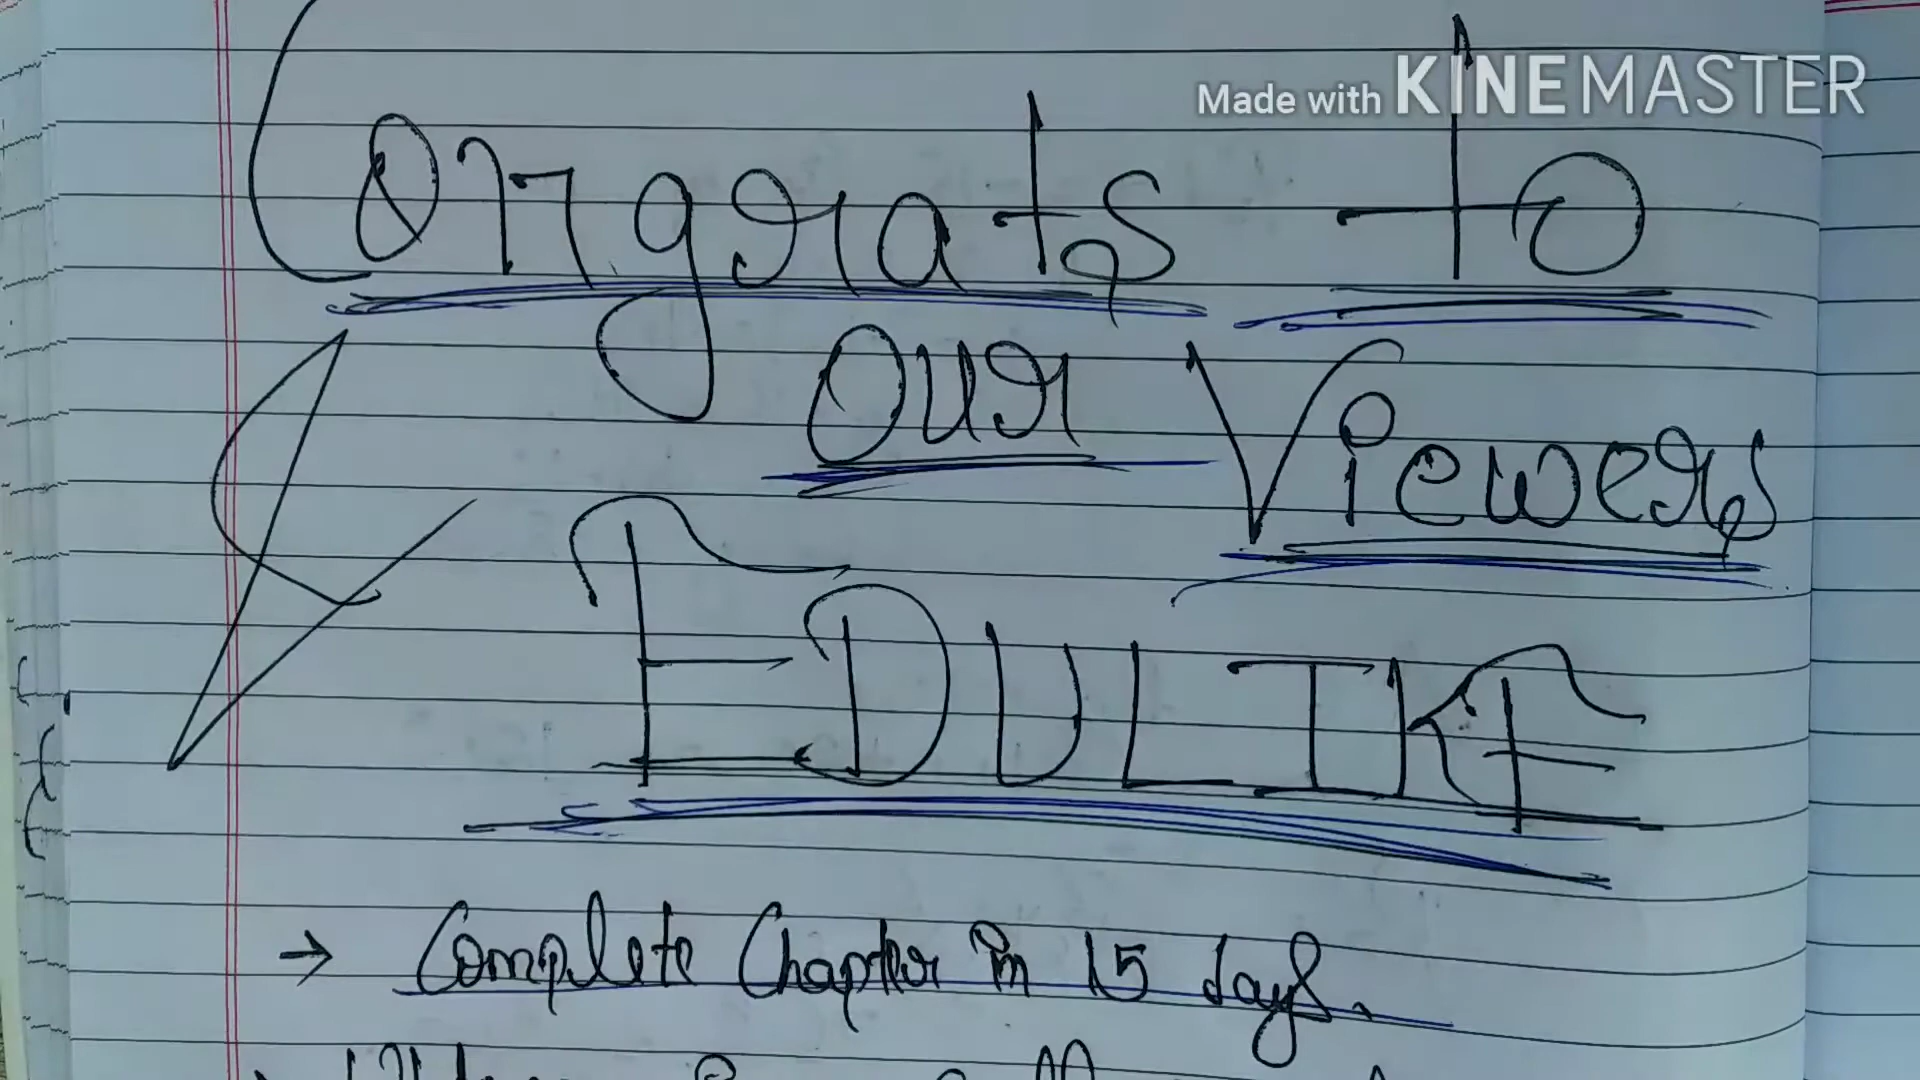 Made with KINEMASTER
Congrats to
our Viewers
EDULIKE
→ Complete Chapter in 15 days.